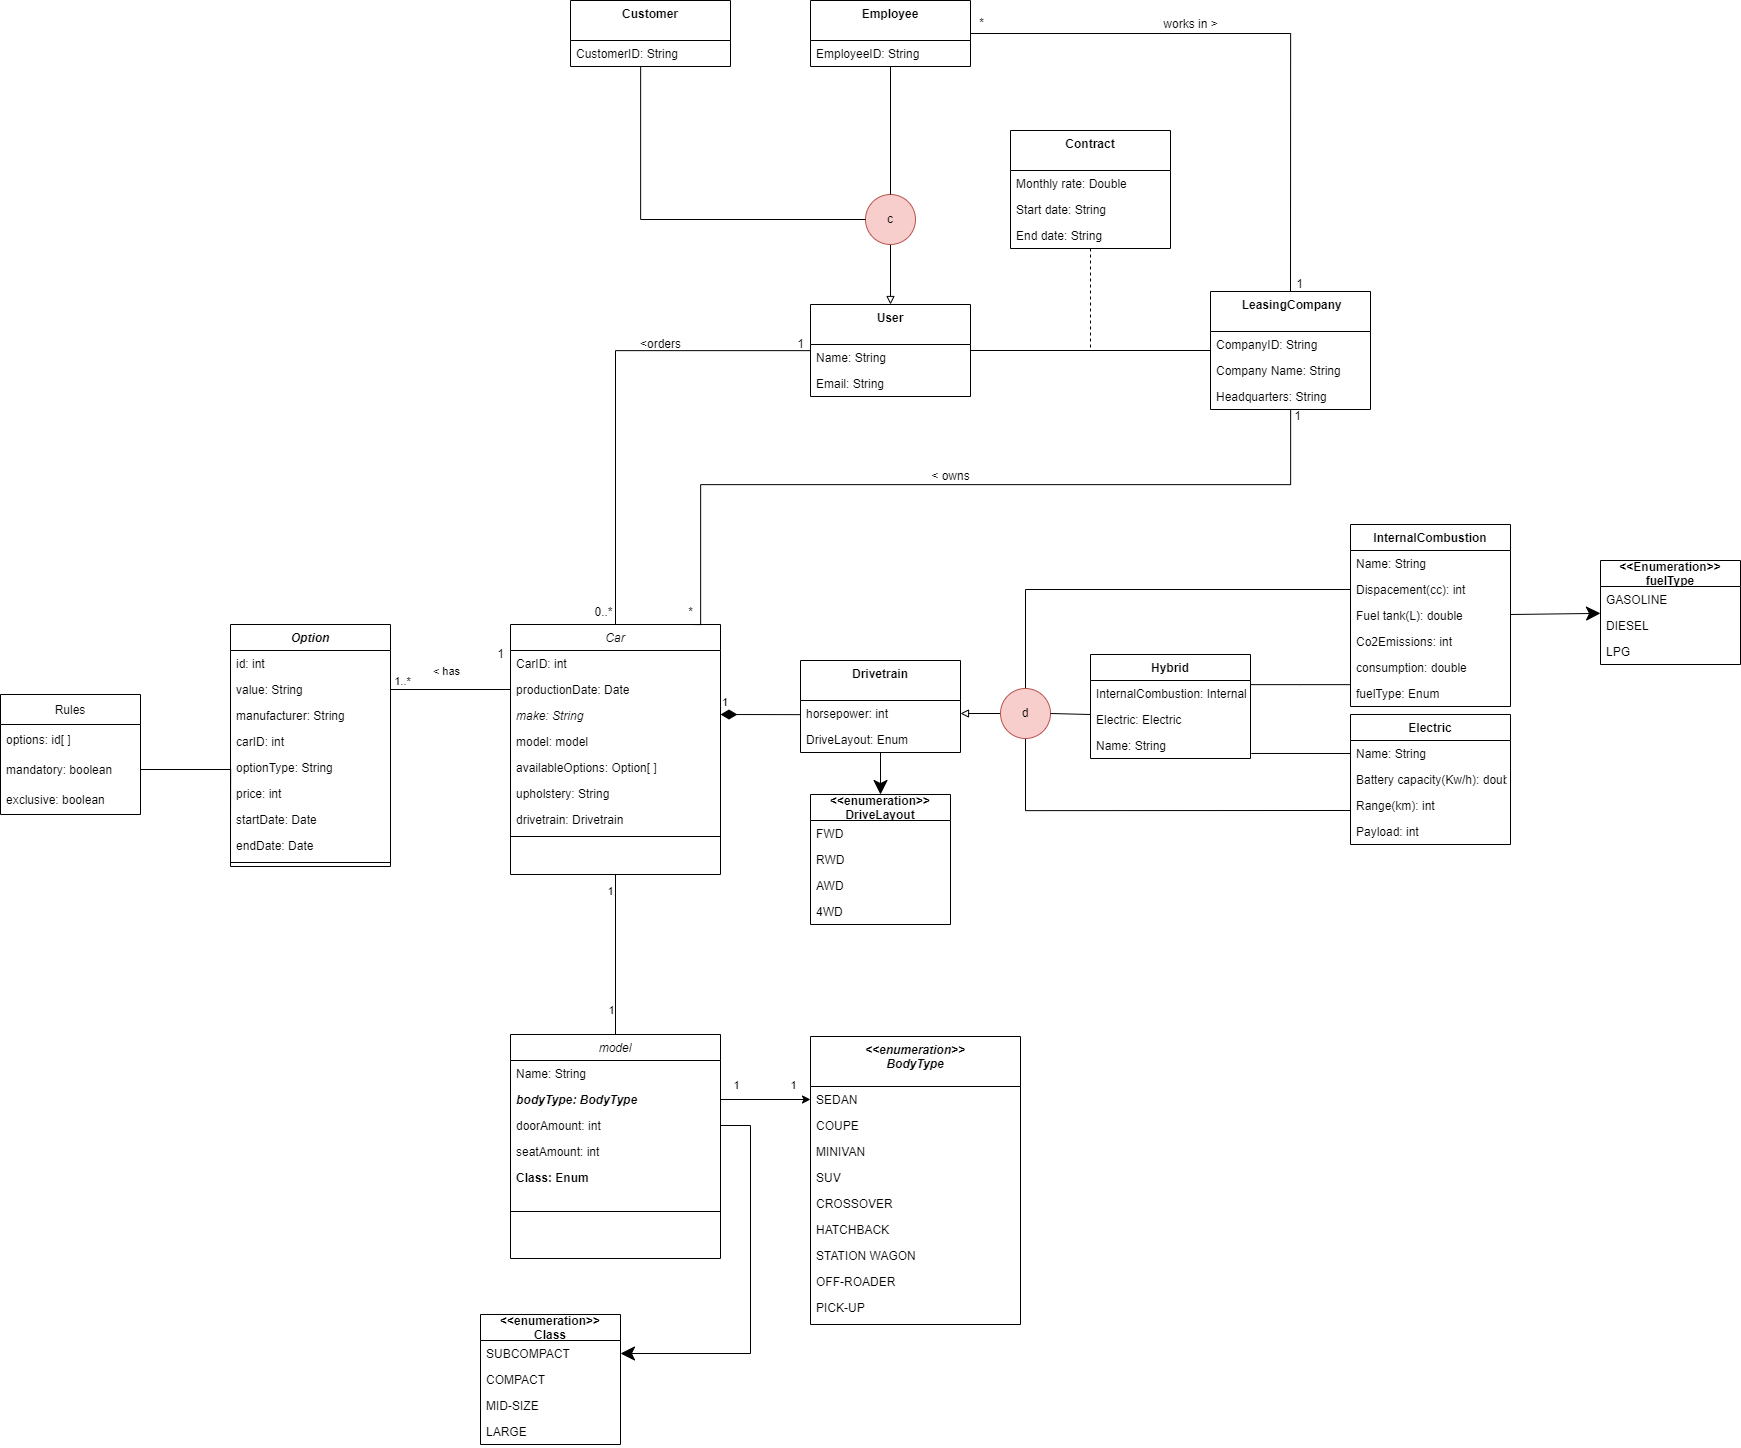 Customer
CustomerID: String
Employee
EmployeeID: String
*
works in >
Contract
Monthly rate: Double
Start date: String
End date: String
c
1
LeasingCompany
CompanyID: String
Company Name: String
Headquarters: String
1
User
Name: String
Email: String
<orders
1
< owns
0..*
*
Option
id: int
value: String
manufacturer: String
carID: int
optionType: String
price: int
startDate: Date
endDate: Date
1..*
< has
1
Rules
options: id[ ]
mandatory: boolean
exclusive: boolean
Car
CarID: int
productionDate: Date
make: String
model: model
availableOptions: Option[ ]
upholstery: String
drivetrain: Drivetrain
1
Drivetrain
horsepower: int
DriveLayout: Enum
<<enumeration>>
DriveLayout
FWD
RWD
AWD
4WD
d
Hybrid
InternalCombustion: Internal
Electric: Electric
Name: String
InternalCombustion
Name: String
Dispacement(cc): int
Fuel tank(L): double
Co2Emissions: int
consumption: double
fuelType: Enum
<<Enumeration>>
fuelType
GASOLINE
DIESEL
LPG
Electric
Name: String
Battery capacity(Kw/h): doub
Range(km): int
Payload: int
1
1
model
Name: String
bodyType: BodyType
doorAmount: int
seatAmount: int
Class: Enum
1
1
<<enumeration>>
BodyType
SEDAN
COUPE
MINIVAN
SUV
CROSSOVER
HATCHBACK
STATION WAGON
OFF-ROADER
PICK-UP
<<enumeration>>
Class
SUBCOMPACT
COMPACT
MID-SIZE
LARGE